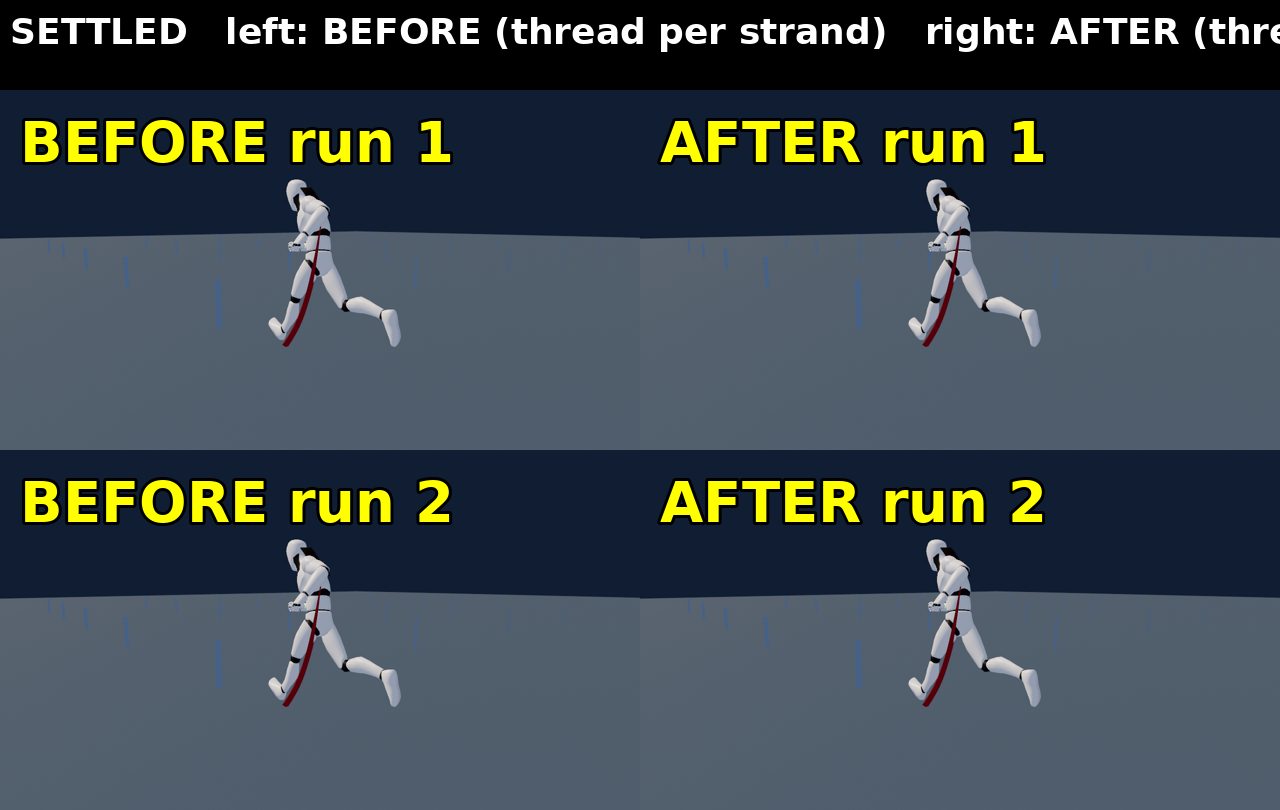 SETTLED left: BEFORE (thread per strand) right: AFTER (thre
BEFORE run 1
AFTER run 1
BEFORE run 2
AFTER run 2